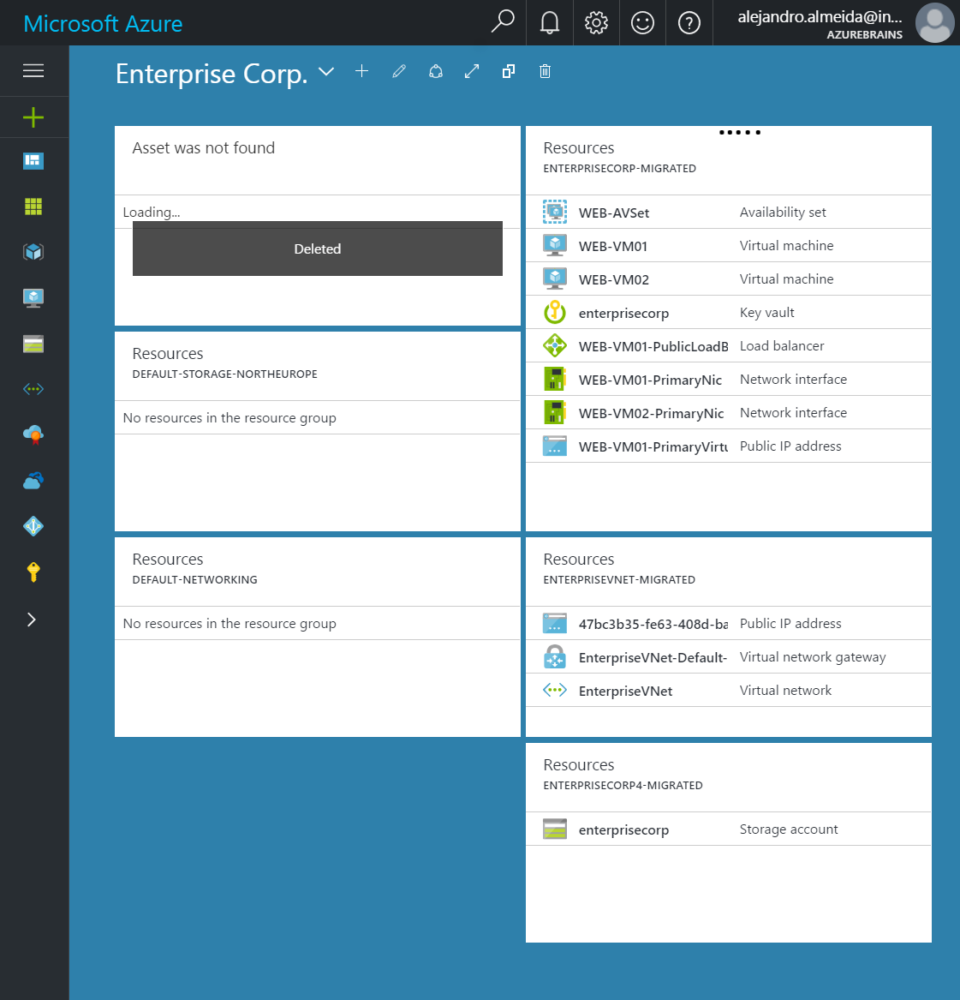 Microsoft Azure
alejandro.almeida@in...
AZUREBRAINS
Enterprise Corp.
Asset was not found
Loading...
Deleted
Resources
DEFAULT-STORAGE-NORTHEUROPE
No resources in the resource group
Resources
DEFAULT-NETWORKING
No resources in the resource group
Resources
ENTERPRISECORP-MIGRATED
WEB-AVSet Availability set
WEB-VM01 Virtual machine
WEB-VM02 Virtual machine
enterprisecorp Key vault
WEB-VM01-PublicLoadB Load balancer
WEB-VM01-PrimaryNic Network interface
WEB-VM02-PrimaryNic Network interface
WEB-VM01-PrimaryVirtu Public IP address
Resources
ENTERPRISEVNET-MIGRATED
47bc3b35-fe63-408d-ba Public IP address
EnterpriseVNet-Default- Virtual network gateway
EnterpriseVNet Virtual network
Resources
ENTERPRISECORP4-MIGRATED
enterprisecorp Storage account